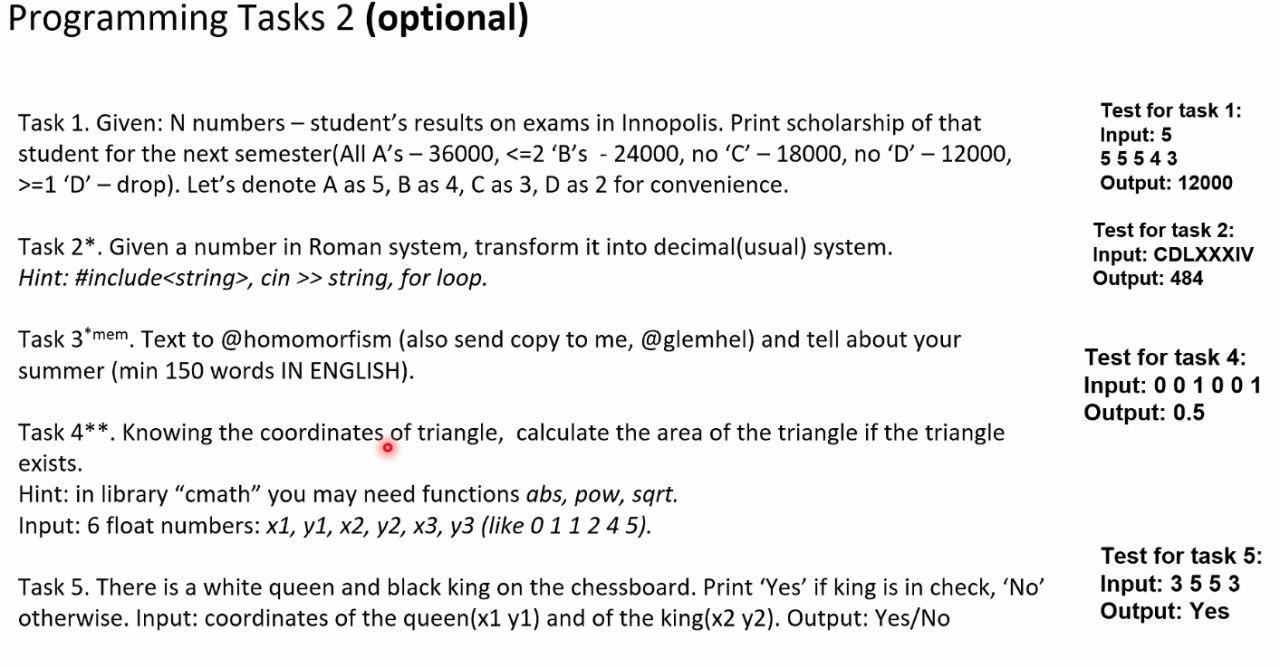 Programming Tasks 2 (optional)
Task 1. Given: N numbers – student’s results on exams in Innopolis. Print scholarship of that
student for the next semester(All A’s – 36000, <=2 ‘B’s - 24000, no ‘C’ – 18000, no ‘D’ – 12000,
>=1 ‘D’ – drop). Let’s denote A as 5, B as 4, C as 3, D as 2 for convenience.
Test for task 1:
Input: 5
5 5 5 4 3
Output: 12000
Task 2*. Given a number in Roman system, transform it into decimal(usual) system.
Hint: #include<string>, cin >> string, for loop.
Test for task 2:
Input: CDLXXXIV
Output: 484
Task 3*mem. Text to @homomorfism (also send copy to me, @glemhel) and tell about your
summer (min 150 words IN ENGLISH).
Task 4**. Knowing the coordinates of triangle, calculate the area of the triangle if the triangle
exists.
Hint: in library “cmath” you may need functions abs, pow, sqrt.
Input: 6 float numbers: x1, y1, x2, y2, x3, y3 (like 0 1 1 2 4 5).
Test for task 4:
Input: 0 0 1 0 0 1
Output: 0.5
Task 5. There is a white queen and black king on the chessboard. Print ‘Yes’ if king is in check, ‘No’
otherwise. Input: coordinates of the queen(x1 y1) and of the king(x2 y2). Output: Yes/No
Test for task 5:
Input: 3 5 5 3
Output: Yes